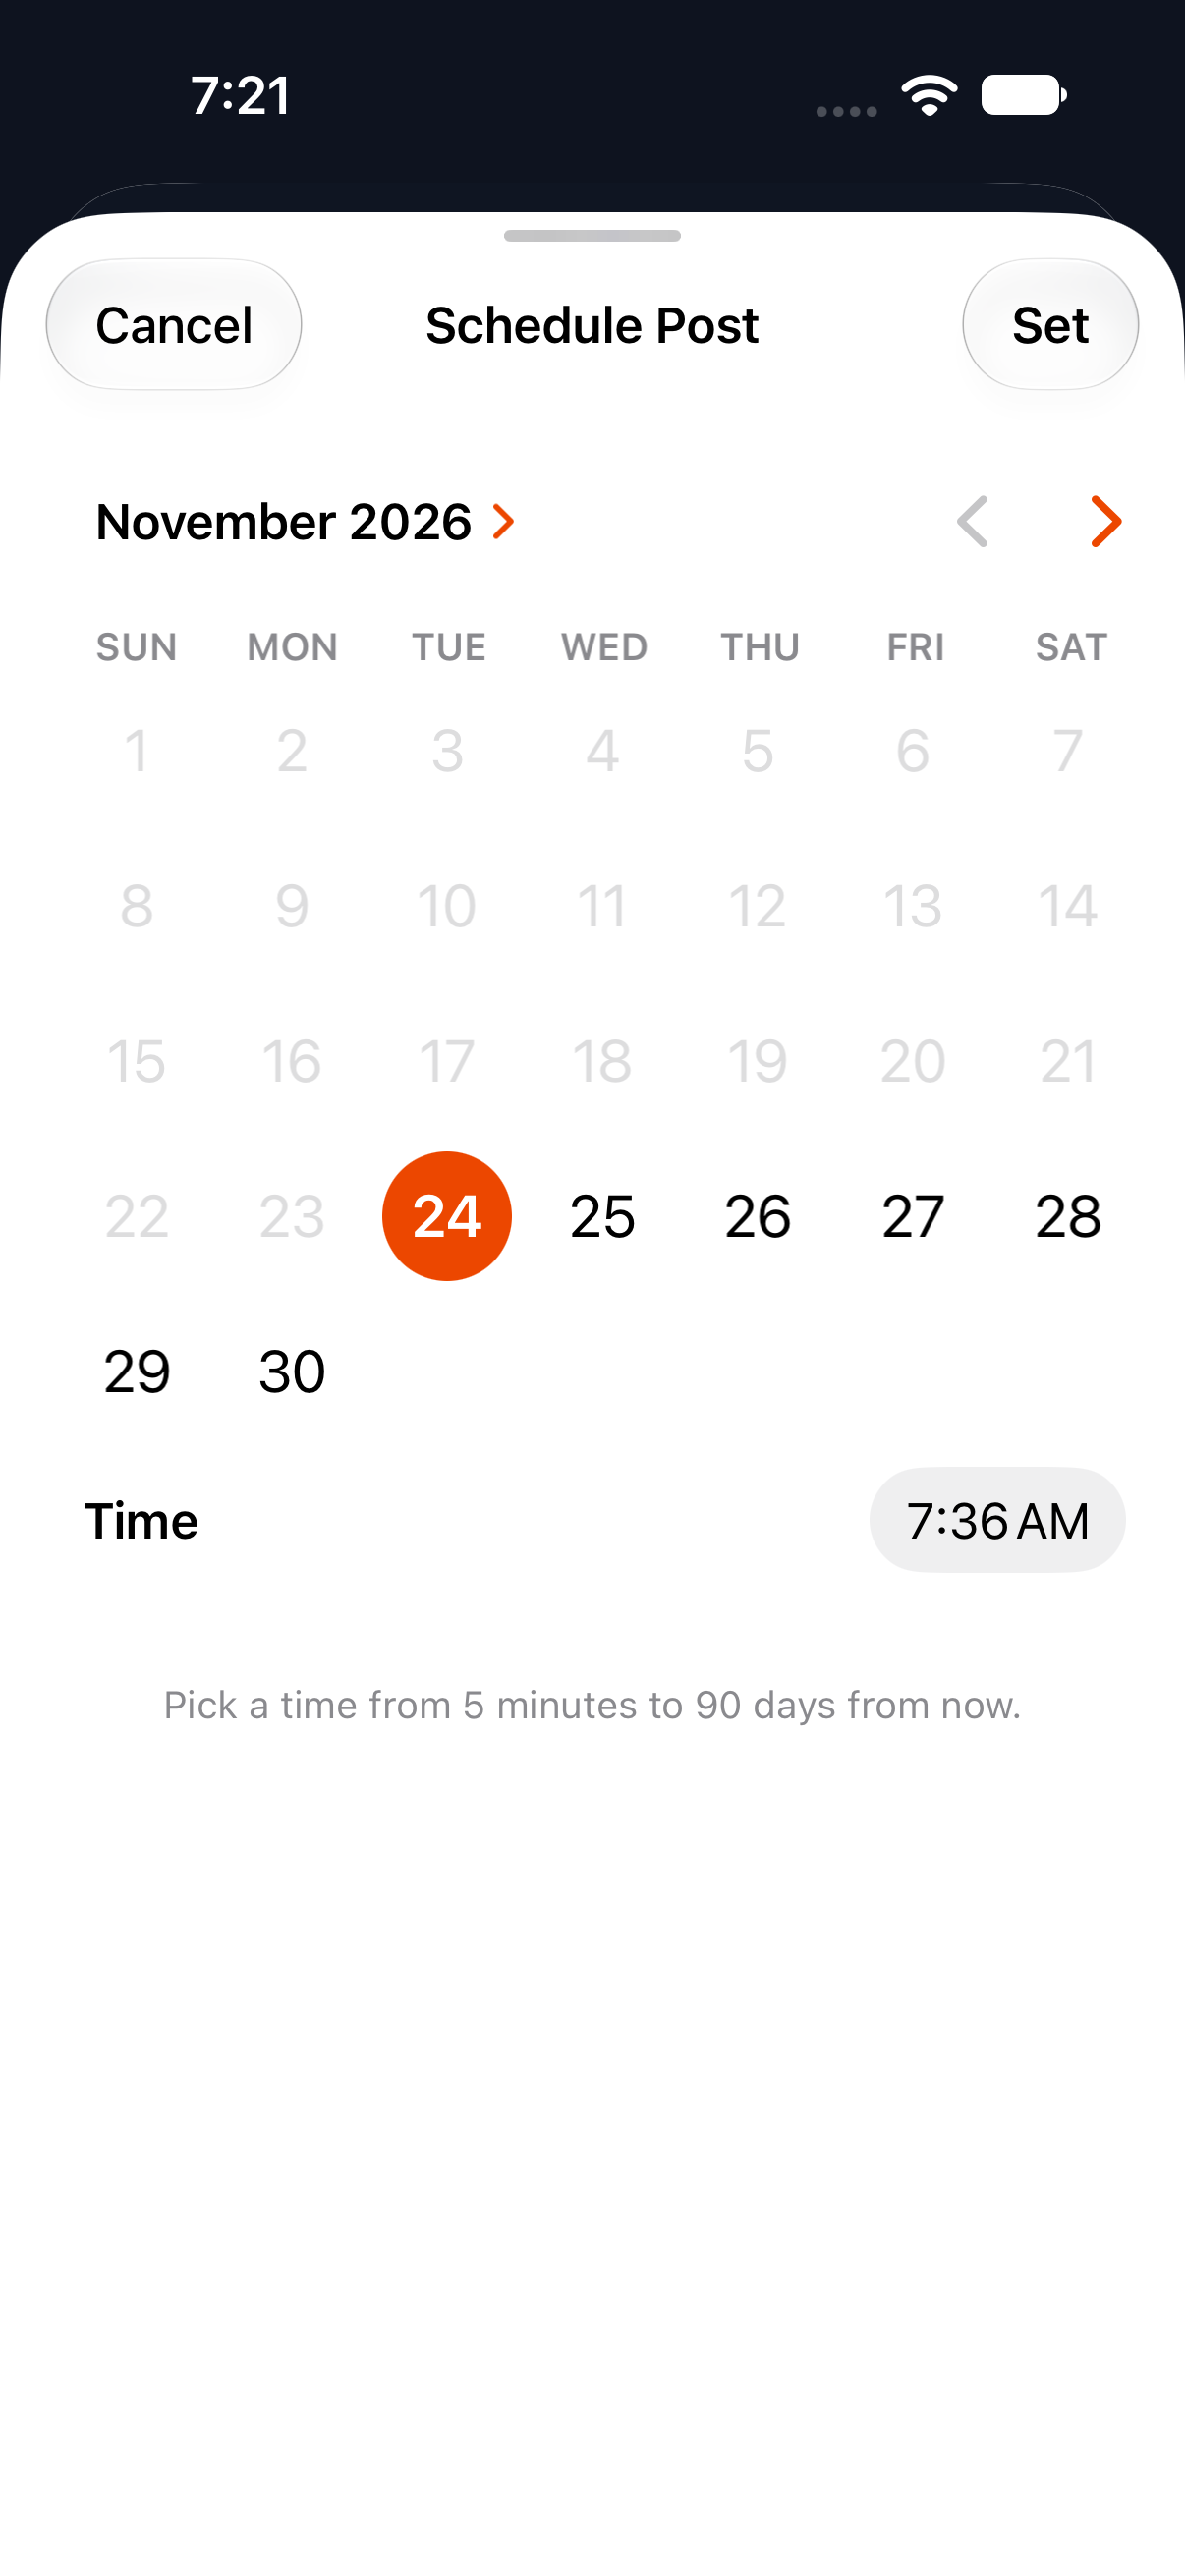 7:21
Cancel Schedule Post Set
November 2026
SUN MON TUE WED THU FRI SAT
1 2 3 4 5 6 7
8 9 10 11 12 13 14
15 16 17 18 19 20 21
22 23 24 25 26 27 28
29 30
Time 7:36 AM
Pick a time from 5 minutes to 90 days from now.